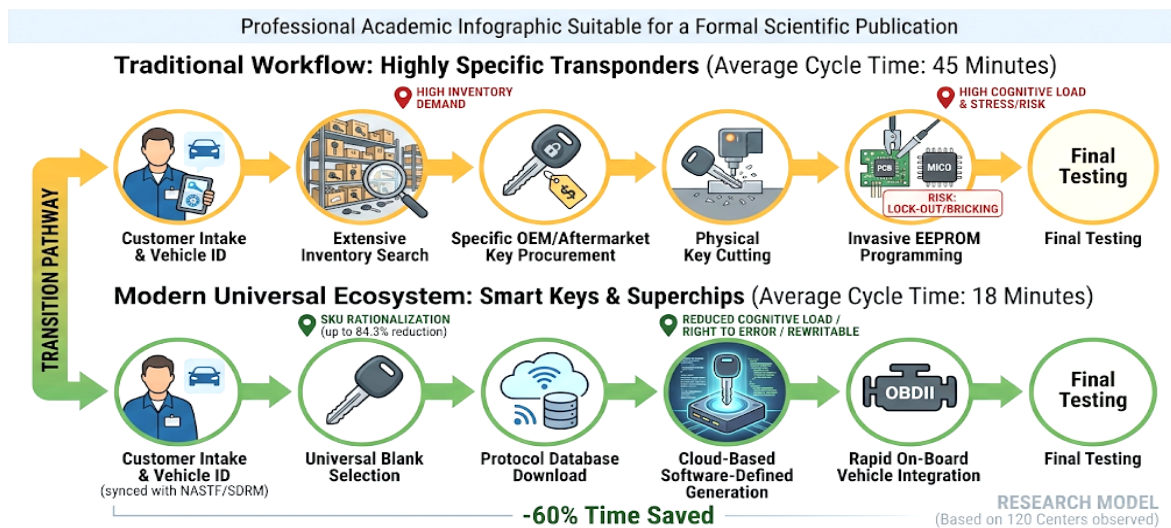 Professional Academic Infographic Suitable for a Formal Scientific Publication
Traditional Workflow: Highly Specific Transponders (Average Cycle Time: 45 Minutes)
HIGH INVENTORY
DEMAND
HIGH COGNITIVE LOAD
& STRESS/RISK
TRANSITION PATHWAY
$
PCB
MICO
RISK:
LOCK-OUT/BRICKING
Final
Testing
Customer Intake
& Vehicle ID
Extensive
Inventory Search
Specific OEM/Aftermarket
Key Procurement
Physical
Key Cutting
Invasive EEPROM
Programming
Final Testing
Modern Universal Ecosystem: Smart Keys & Superchips (Average Cycle Time: 18 Minutes)
SKU RATIONALIZATION
(up to 84.3% reduction)
REDUCED COGNITIVE LOAD /
RIGHT TO ERROR / REWRITABLE
OBDII
Final
Testing
Customer Intake
& Vehicle ID
(synced with NASTF/SDRM)
Universal Blank
Selection
Protocol Database
Download
Cloud-Based
Software-Defined
Generation
Rapid On-Board
Vehicle Integration
Final Testing
-60% Time Saved
RESEARCH MODEL
(Based on 120 Centers observed)